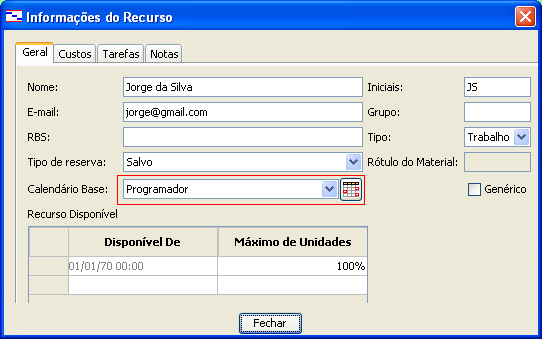 Informações do Recurso
Geral Custos Tarefas Notas
Nome: Jorge da Silva Iniciais: JS
E-mail: jorge@gmail.com Grupo:
RBS: Tipo: Trabalho
Tipo de reserva: Salvo Rótulo do Material:
Calendário Base: Programador Genérico
Recurso Disponível
Disponível De Máximo de Unidades
01/01/70 00:00 100%
Fechar